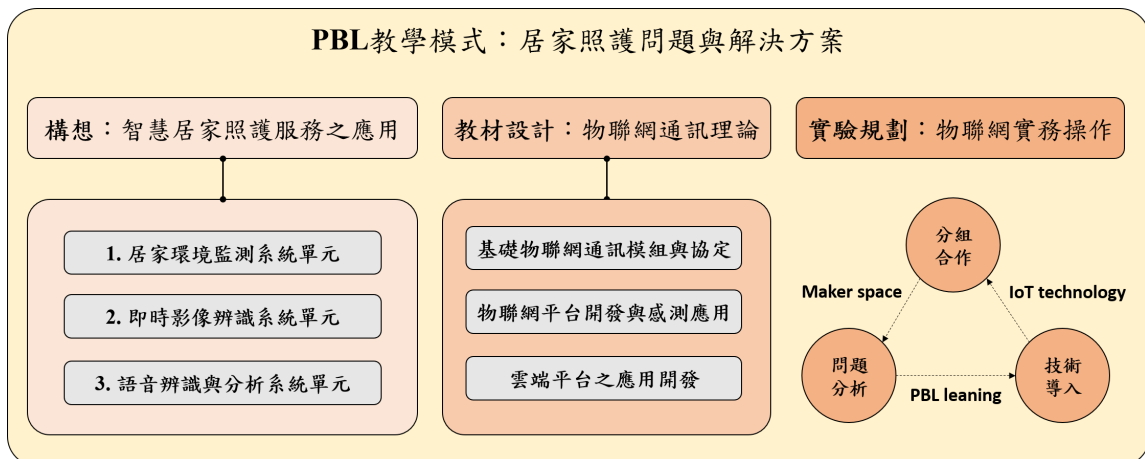 PBL教學模式：居家照護問題與解決方案
構想：智慧居家照護服務之應用
1. 居家環境監測系統單元
2. 即時影像辨識系統單元
3. 語音辨識與分析系統單元
教材設計：物聯網通訊理論
基礎物聯網通訊模組與協定
物聯網平台開發與感測應用
雲端平台之應用開發
實驗規劃：物聯網實務操作
分組
合作
Maker space
IoT technology
問題
分析
PBL leaning
技術
導入